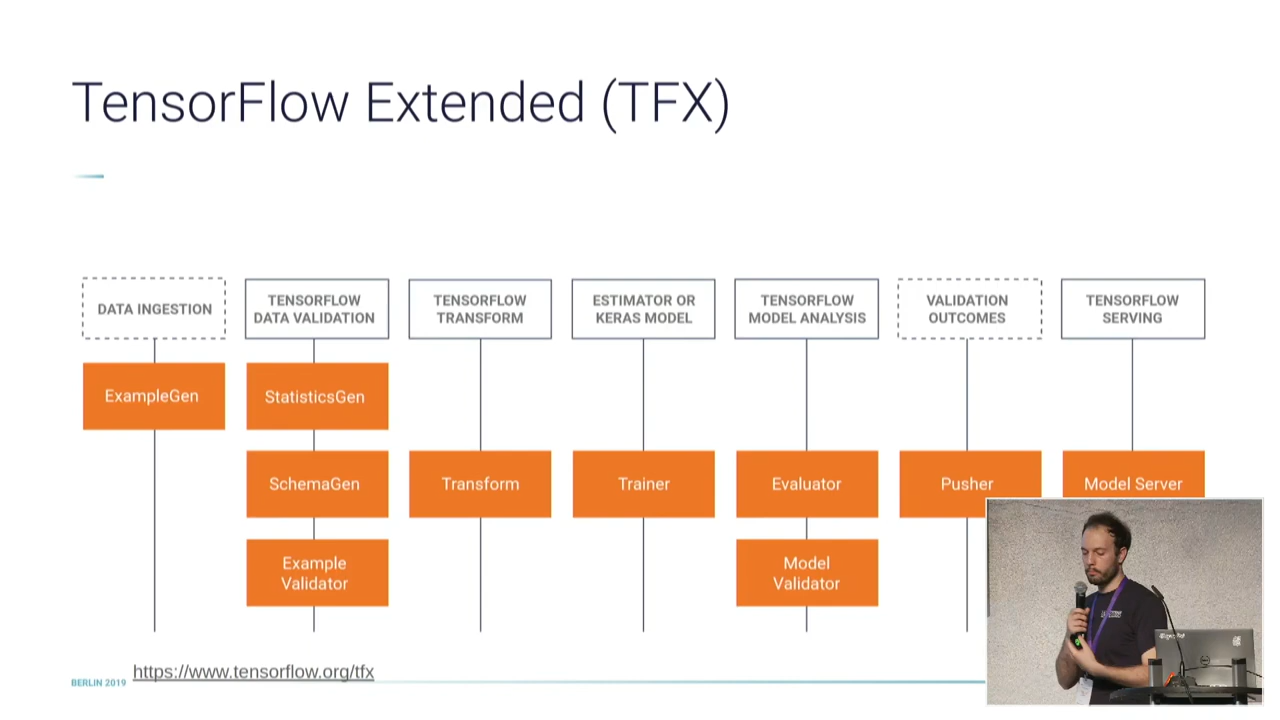 TensorFlow Extended (TFX)
DATA INGESTION
TENSORFLOW
DATA VALIDATION
TENSORFLOW
TRANSFORM
ESTIMATOR OR
KERAS MODEL
TENSORFLOW
MODEL ANALYSIS
VALIDATION
OUTCOMES
TENSORFLOW
SERVING
ExampleGen
StatisticsGen
SchemaGen
Transform
Trainer
Evaluator
Pusher
Model Server
Example
Validator
Model
Validator
https://www.tensorflow.org/tfx
BERLIN 2019